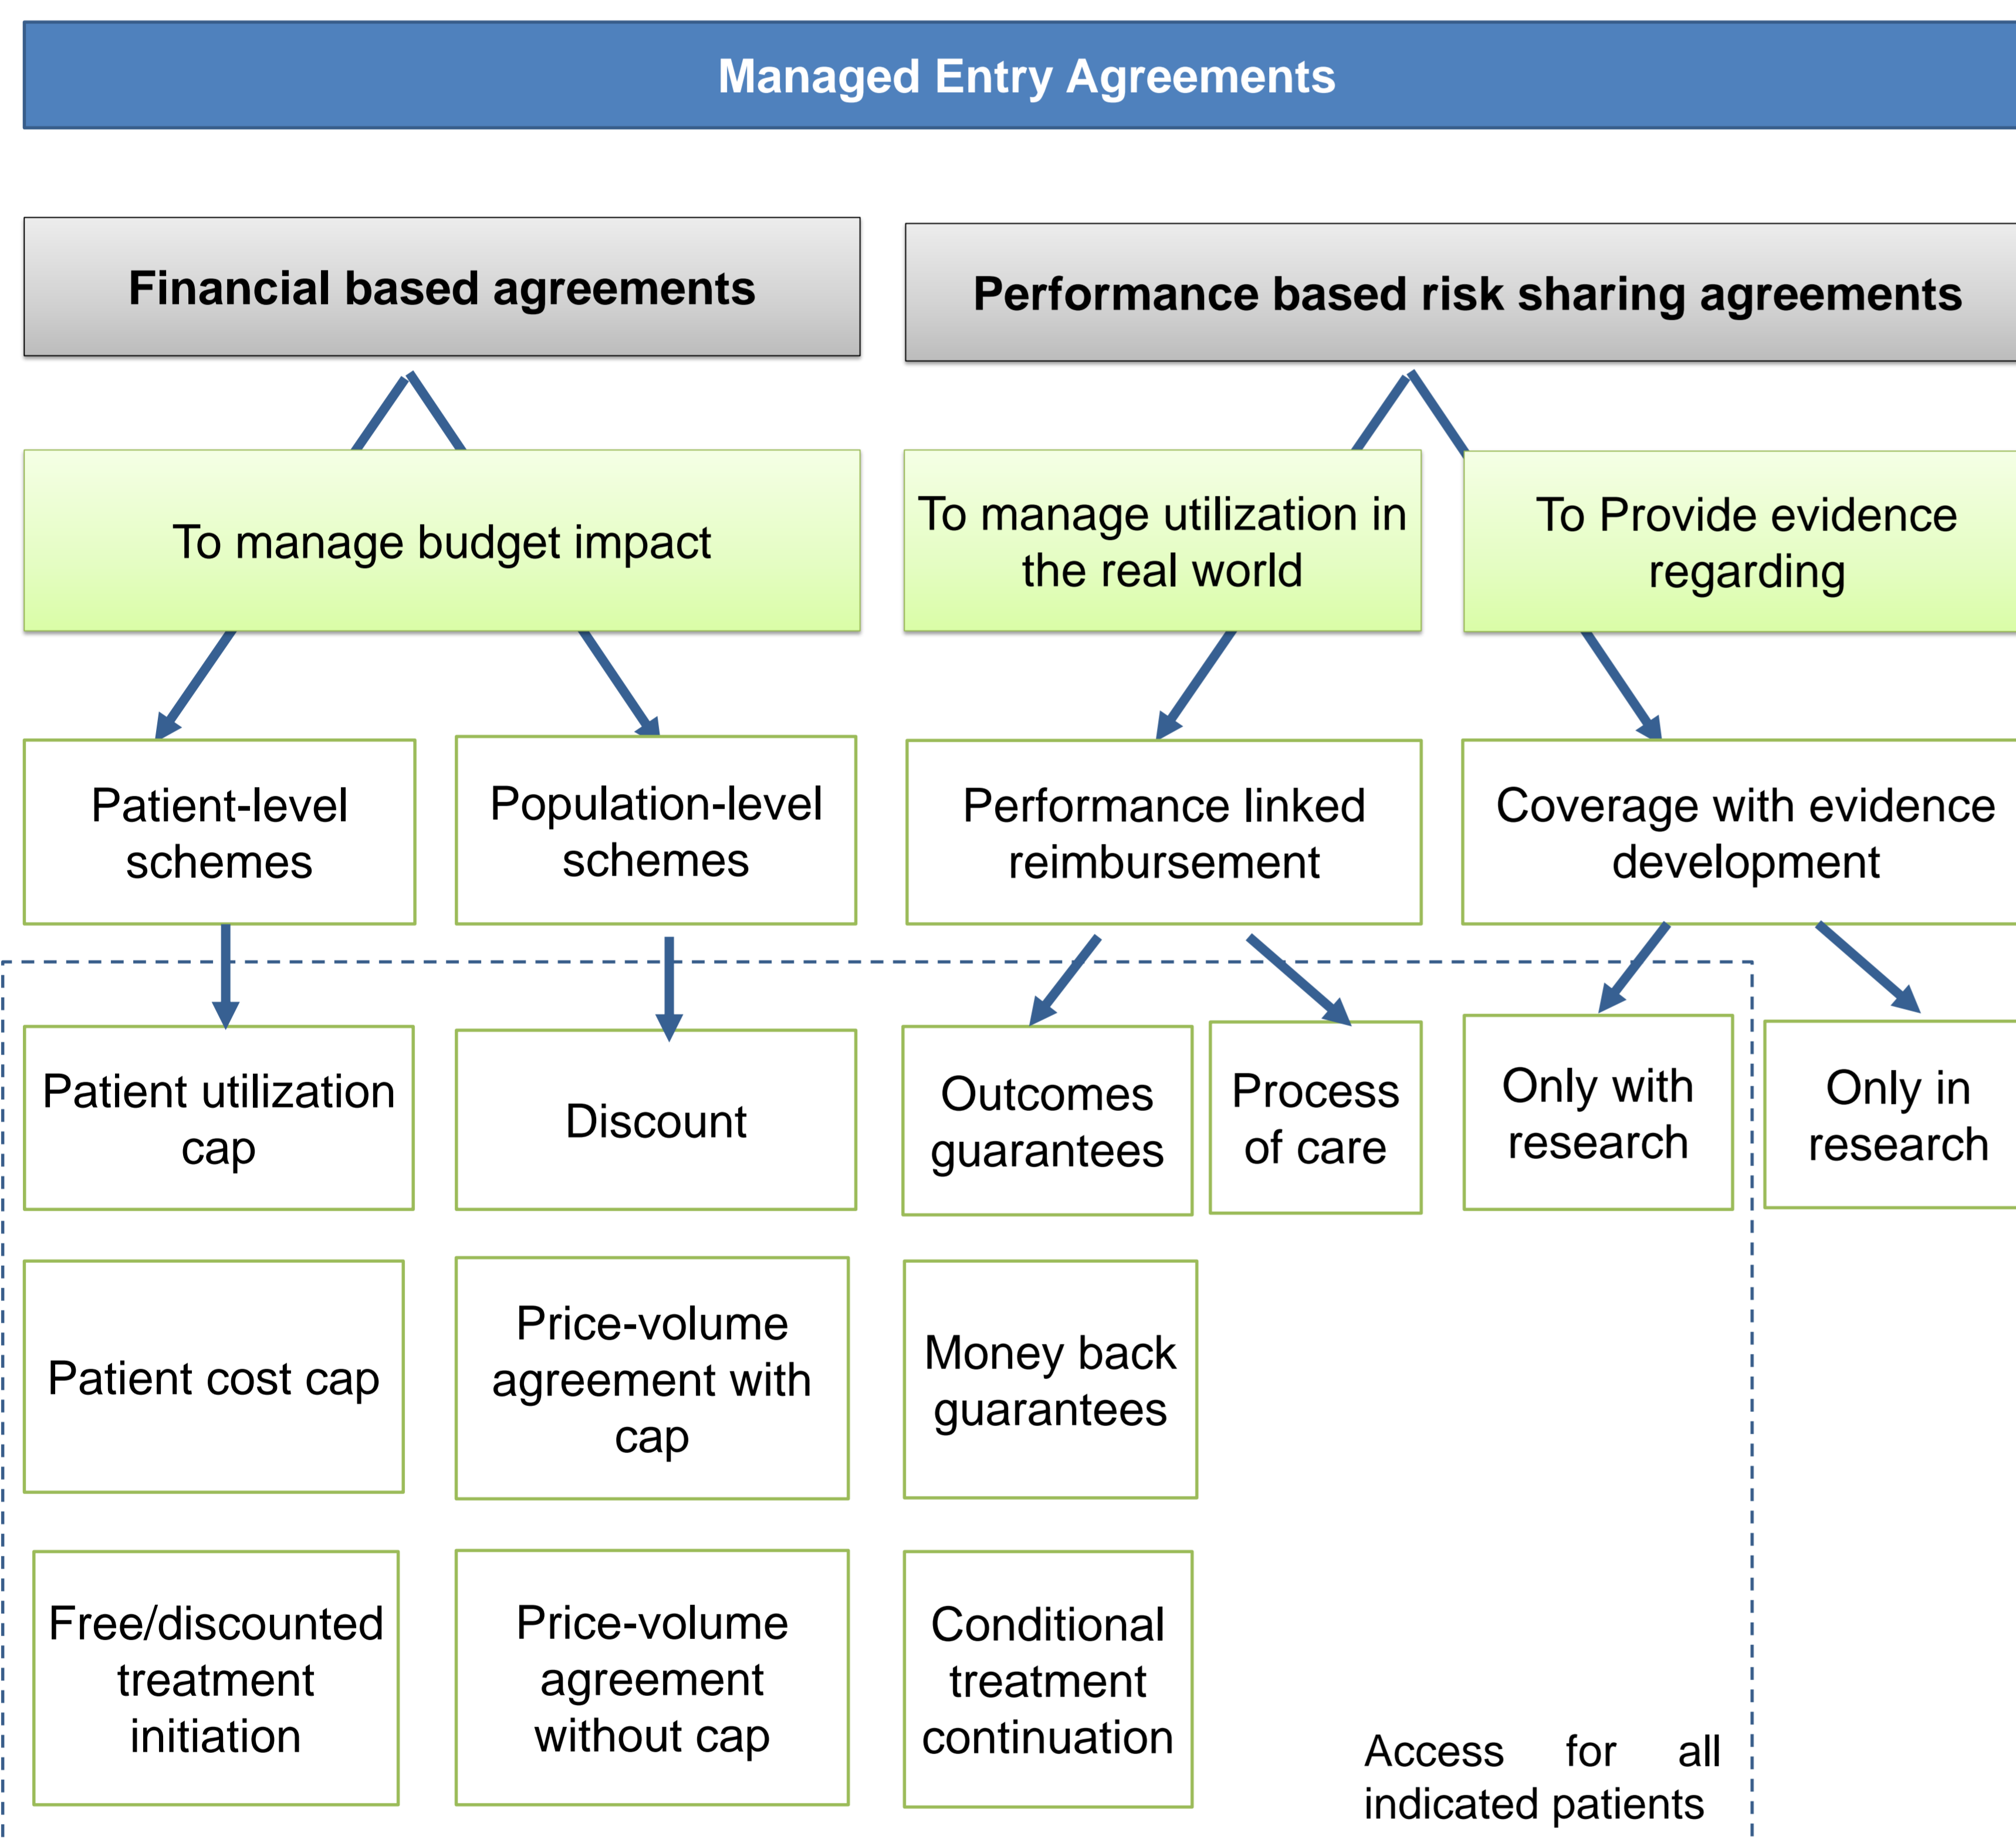 Managed Entry Agreements
Financial based agreements
Performance based risk sharing agreements
To manage budget impact
To manage utilization in
the real world
To Provide evidence
regarding
Patient-level
schemes
Population-level
schemes
Performance linked
reimbursement
Coverage with evidence
development
Patient utilization
cap
Discount
Outcomes
guarantees
Process
of care
Only with
research
Only in
research
Patient cost cap
Price-volume
agreement with
cap
Money back
guarantees
Free/discounted
treatment
initiation
Price-volume
agreement
without cap
Conditional
treatment
continuation
Access for all
indicated patients